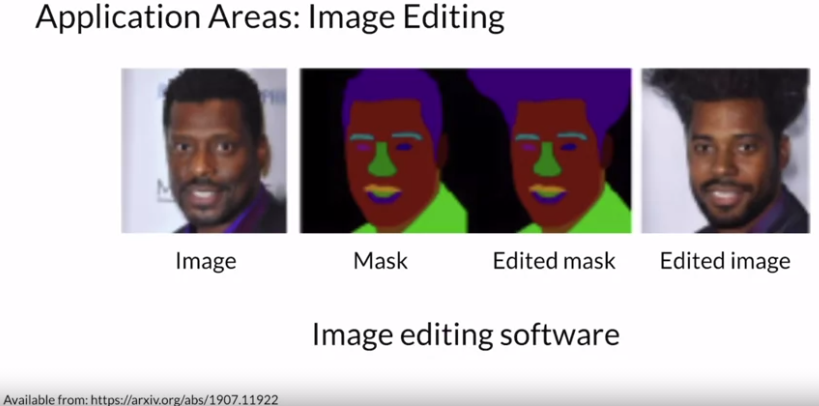 Application Areas: Image Editing
Image
Mask
Edited mask
Edited image
Image editing software
Available from: https://arxiv.org/abs/1907.11922